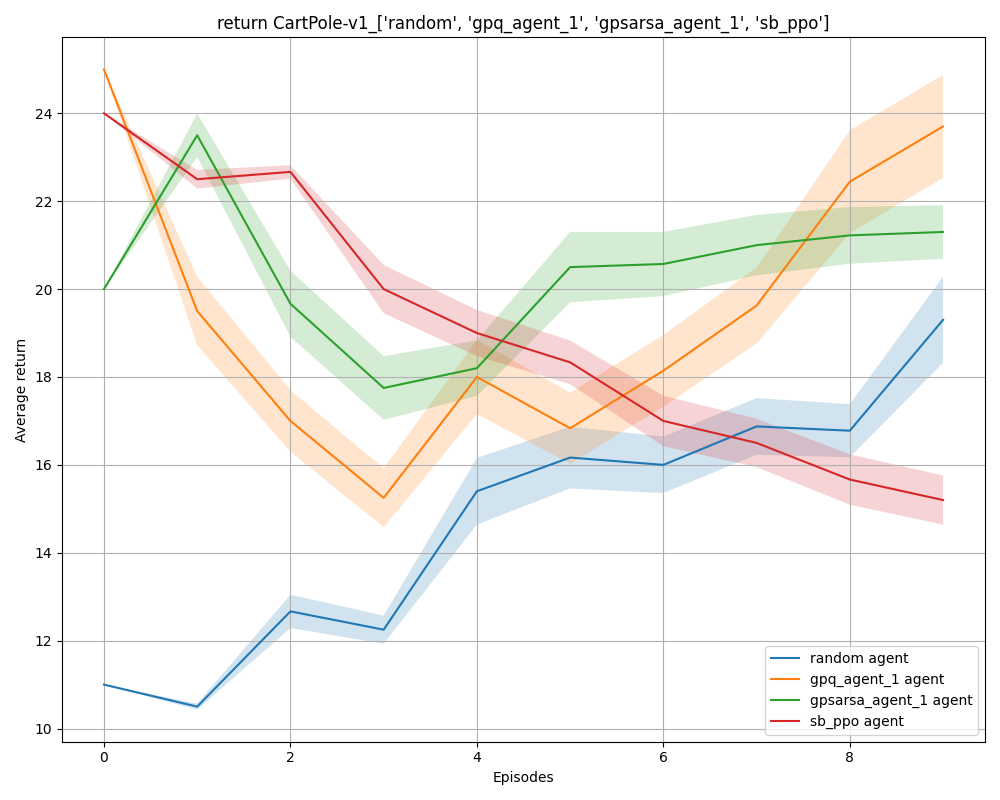 return CartPole-v1_['random', 'gpq_agent_1', 'gpsarsa_agent_1', 'sb_ppo']
Average return
24
22
20
18
16
14
12
10
0
2
4
6
8
Episodes
random agent
gpq_agent_1 agent
gpsarsa_agent_1 agent
sb_ppo agent